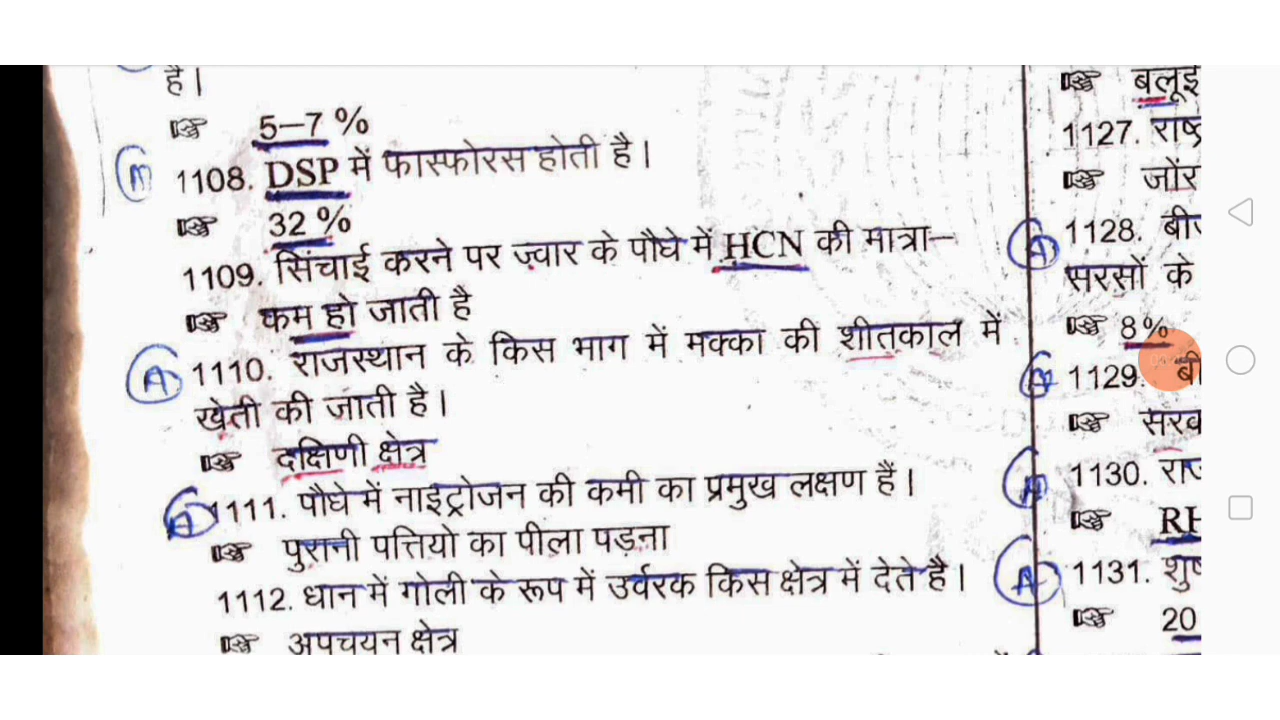 है।
☞ 5–7 %
1108. DSP में फास्फोरस होती है।
☞ 32 %
1109. सिंचाई करने पर ज्वार के पौघे में HCN की मात्रा–
☞ कम हो जाती है
A 1110. राजस्थान के किस भाग में मक्का की शीतकाल में
खेती की जाती है।
☞ दक्षिणी क्षेत्र
A 1111. पौघे में नाइट्रोजन की कमी का प्रमुख लक्षण हैं।
☞ पुरानी पत्तियो का पीला पड़ना
1112. धान में गोली के रूप में उर्वरक किस क्षेत्र में देते है।
☞ अपचयन क्षेत्र
☞ बलूई
1127.
☞
A 1128.
सरसों के
☞ 8%
1129. बी
☞
1130.
☞
A 1131.
☞ 20